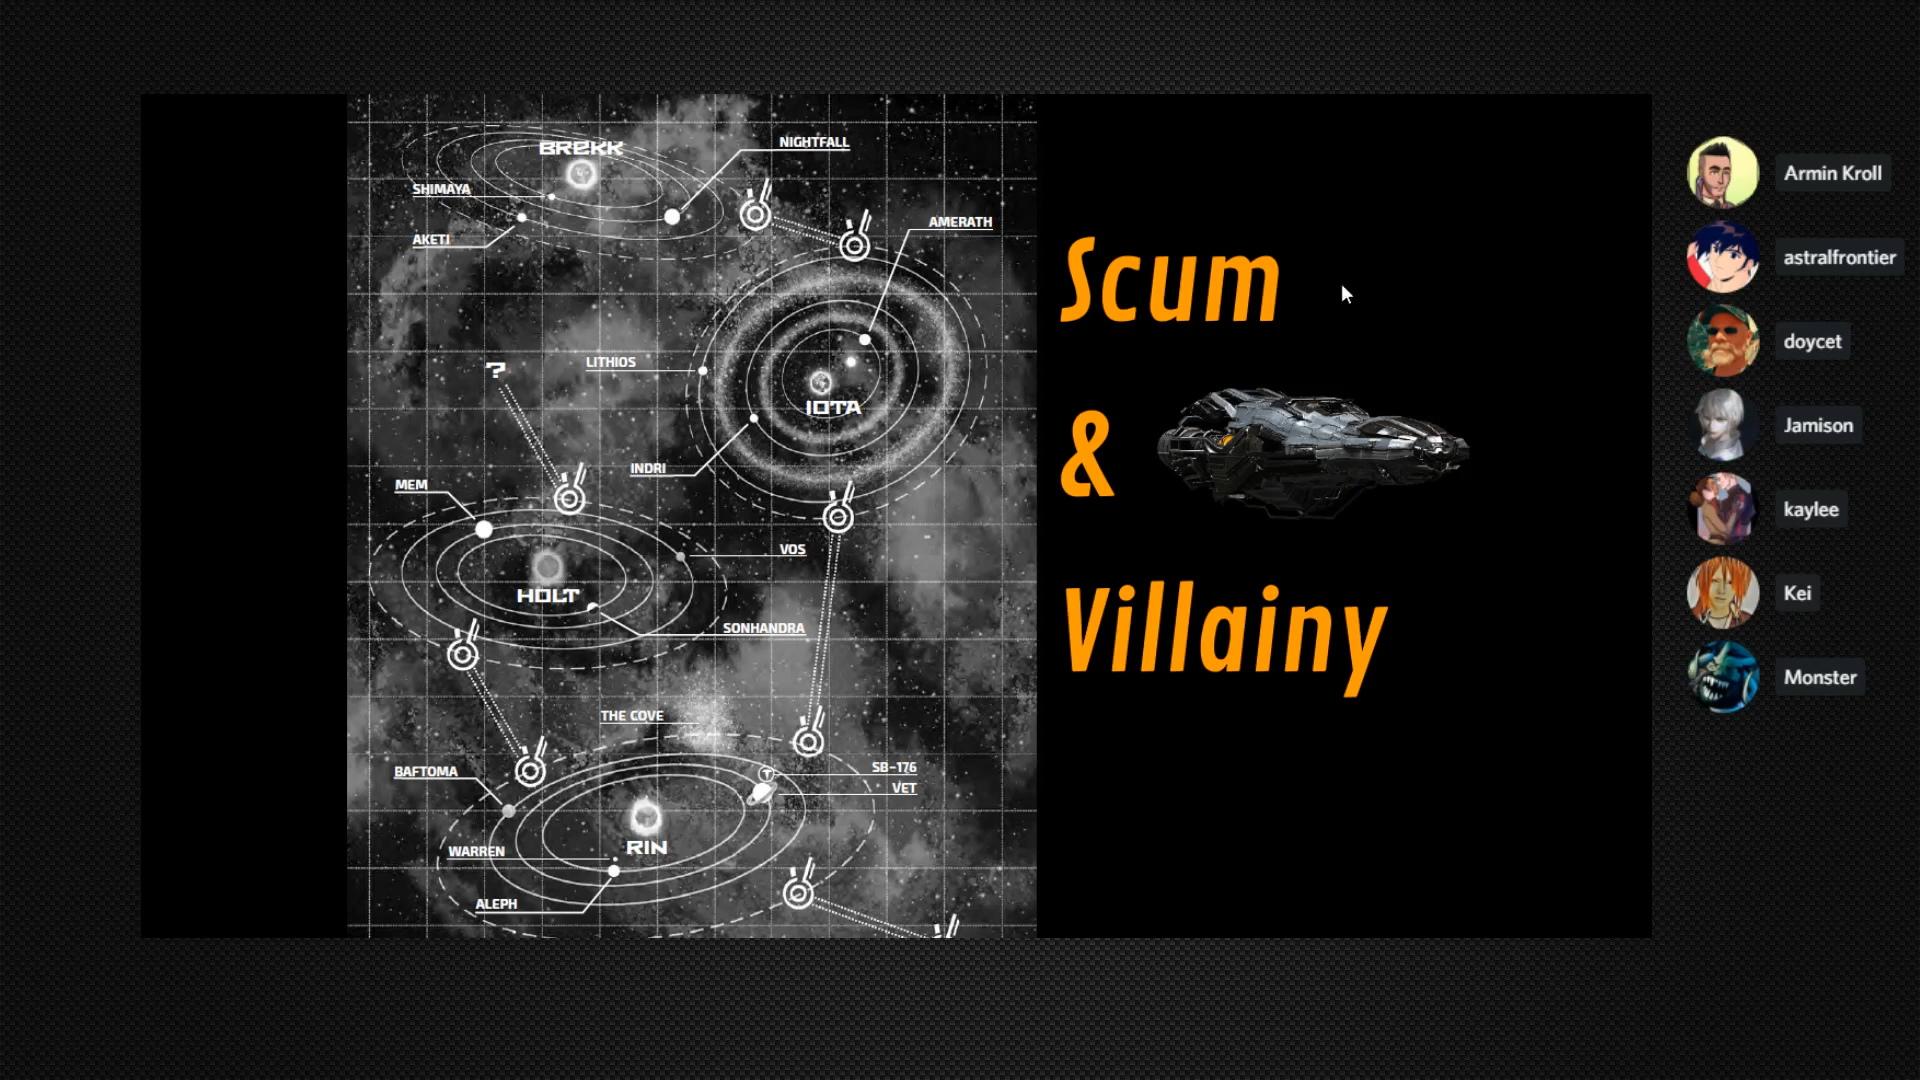 BREKK
NIGHTFALL
SHIMAYA
AKETI
AMERATH
LITHIOS
?
IOTA
INDRI
MEM
VOS
HOLT
SONHANDRA
THE COVE
BAFTOMA
SB-176
VET
WARREN
RIN
ALEPH
Scum
&
Villainy
Armin Kroll
astralfrontier
doycet
Jamison
kaylee
Kei
Monster